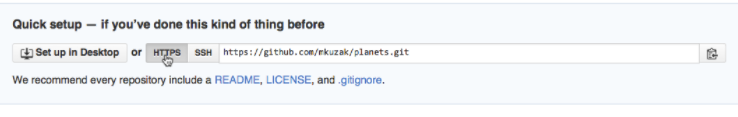 Quick setup — if you've done this kind of thing before
Set up in Desktop or HTTPS SSH https://github.com/mkuzak/planets.git
We recommend every repository include a README, LICENSE, and .gitignore.